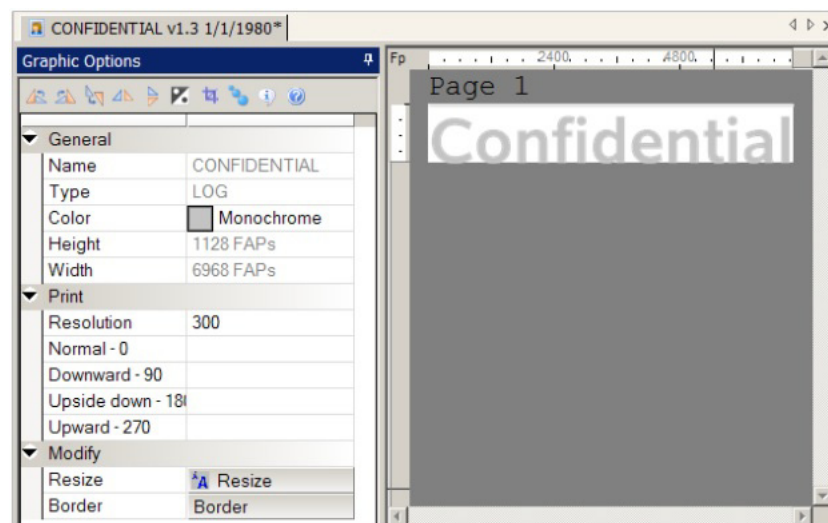 CONFIDENTIAL v1.3 1/1/1980*
Graphic Options
General
Name CONFIDENTIAL
Type LOG
Color Monochrome
Height 1128 FAPs
Width 6968 FAPs
Print
Resolution 300
Normal - 0
Downward - 90
Upside down - 180
Upward - 270
Modify
Resize A Resize
Border Border
Fp 2400 4800
Page 1
Confidential